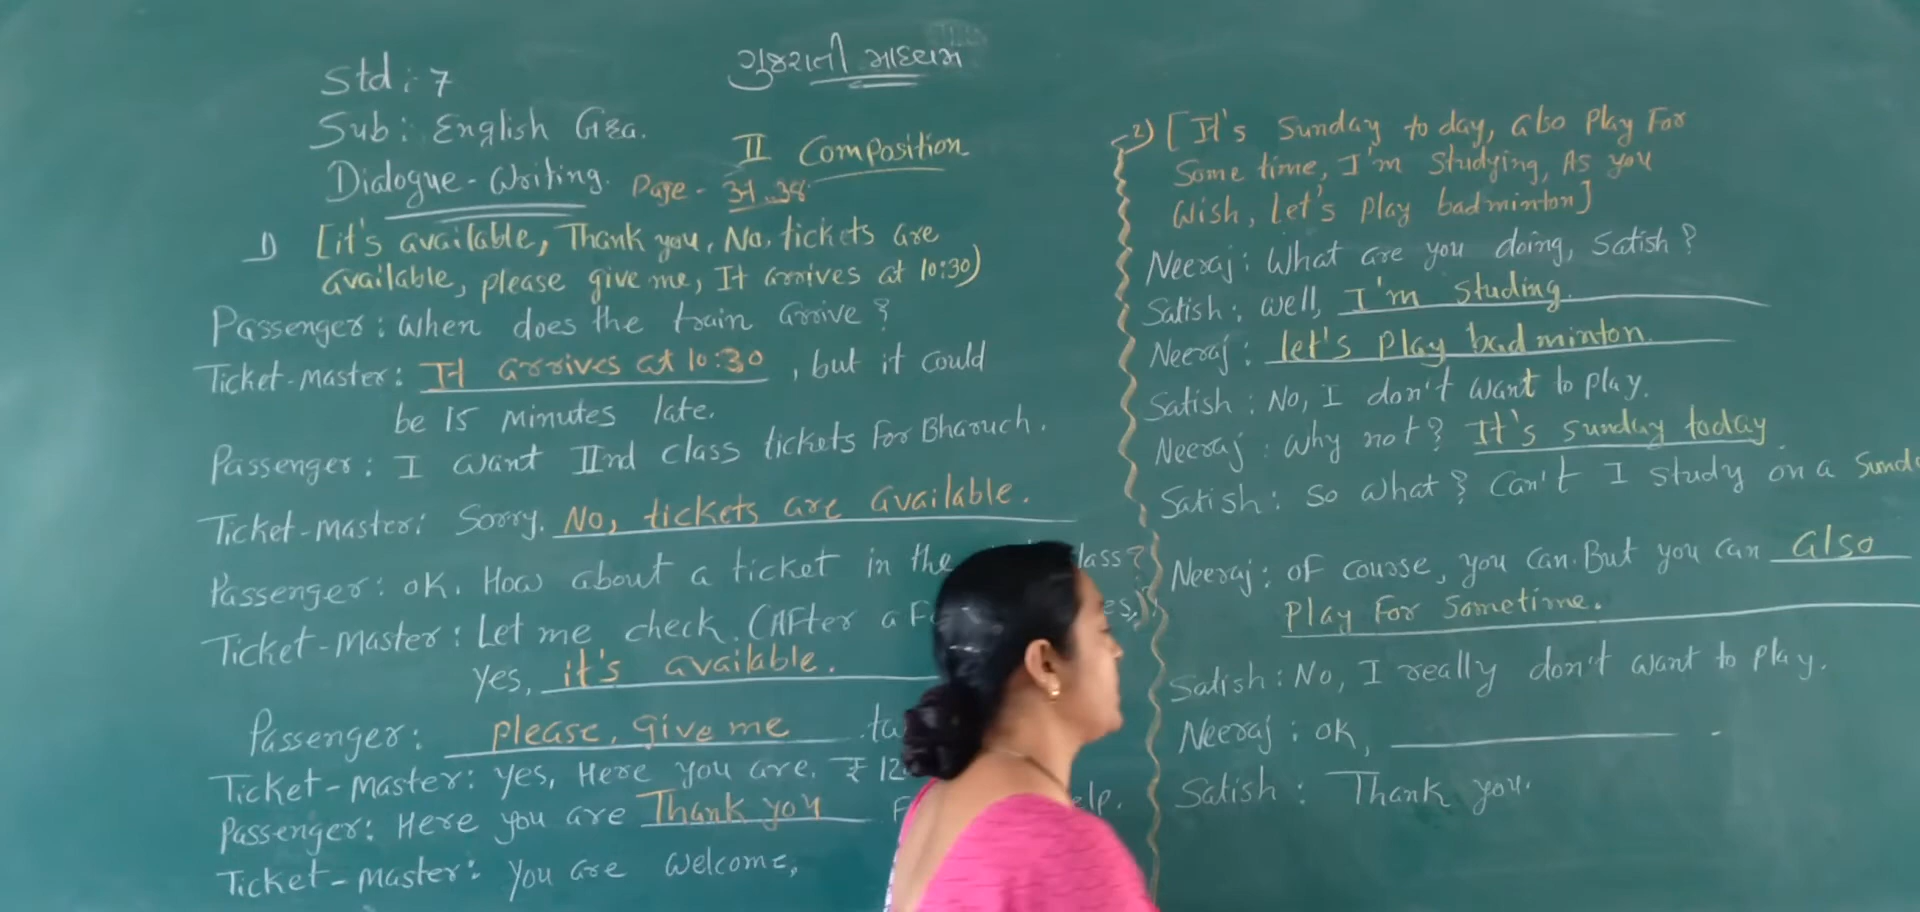 Std : 7
ગુજરાતી માધ્યમ
Sub : English Gra.
II Composition
Dialogue - Writing. Page - 37..38
1) [it's available, Thank you, No, tickets are
available, please give me, It arrives at 10:30)
Passenger : When does the train arrive ?
Ticket-master : It arrives at 10:30 , but it could
be 15 minutes late.
Passenger : I want IInd class tickets For Bharuch.
Ticket-master : Sorry. No, tickets are available.
Passenger : OK. How about a ticket in the lass?
Ticket-master : Let me check. (After a
yes, it's available.
Passenger : please, give me
Ticket-master : yes, Here you are. ₹ 12
Passenger : Here you are Thank you elp.
Ticket-master : you are welcome,
2) [It's Sunday to day, also Play For
Some time, I'm Studying, As you
wish, Let's play badminton]
Neeraj : What are you doing, Satish ?
Satish : well, I'm studing.
Neeraj : let's play badminton.
Satish : No, I don't want to play.
Neeraj : why not ? It's sunday today.
Satish : So what ? Can't I study on a Sund
Neeraj : of course, you can. But you can also
Play For Sometime.
Satish : No, I really don't want to play.
Neeraj : ok, .
Satish : Thank you.